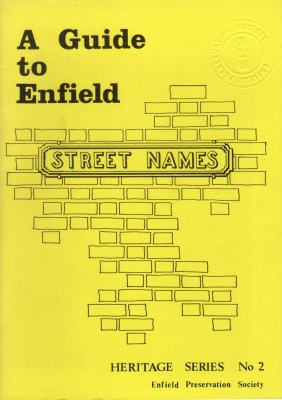 A Guide
to
Enfield
STREET NAMES
HERITAGE SERIES No 2
Enfield Preservation Society